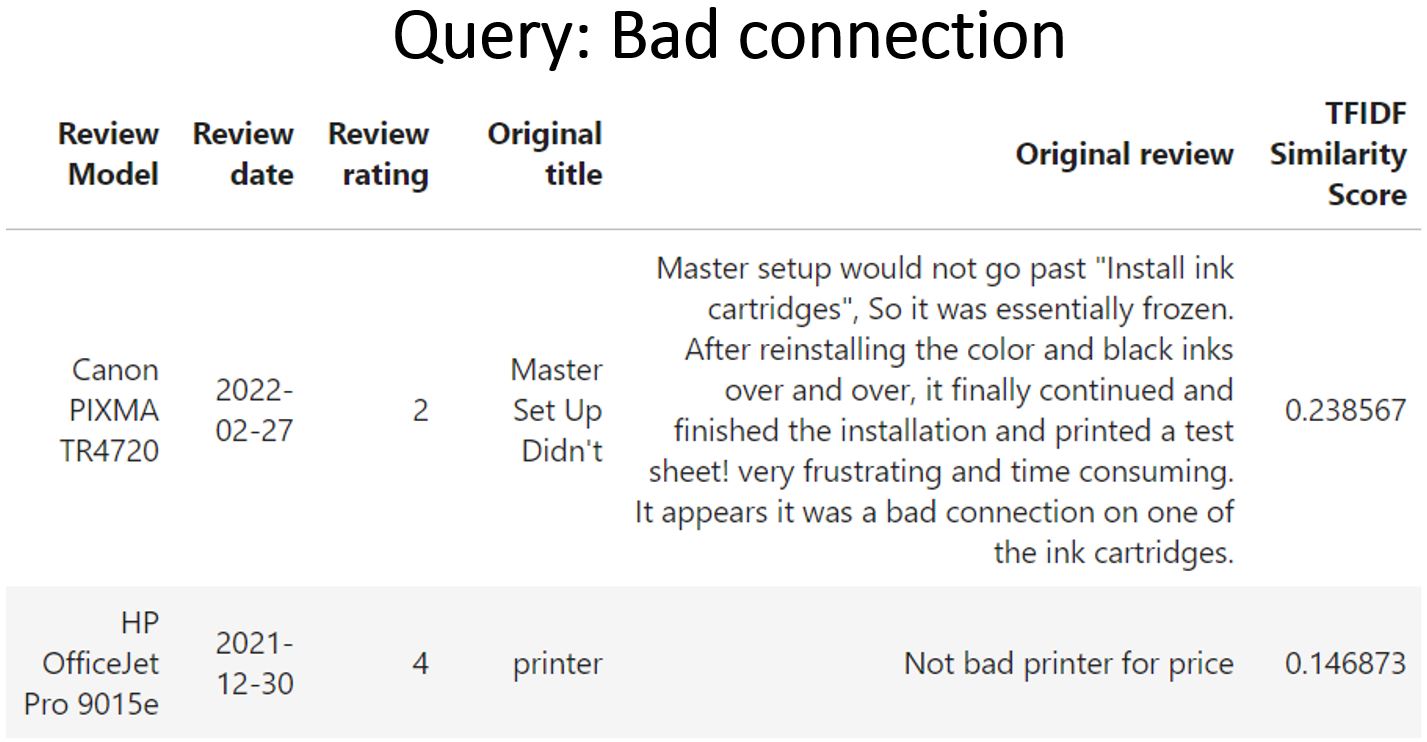 Query: Bad connection
Review Model
Review date
Review rating
Original title
Original review
TFIDF Similarity Score
Canon PIXMA TR4720
2022-02-27
2
Master Set Up Didn't
Master setup would not go past "Install ink
cartridges", So it was essentially frozen.
After reinstalling the color and black inks
over and over, it finally continued and
finished the installation and printed a test
sheet! very frustrating and time consuming.
It appears it was a bad connection on one of
the ink cartridges.
0.238567
HP OfficeJet Pro 9015e
2021-12-30
4
printer
Not bad printer for price
0.146873